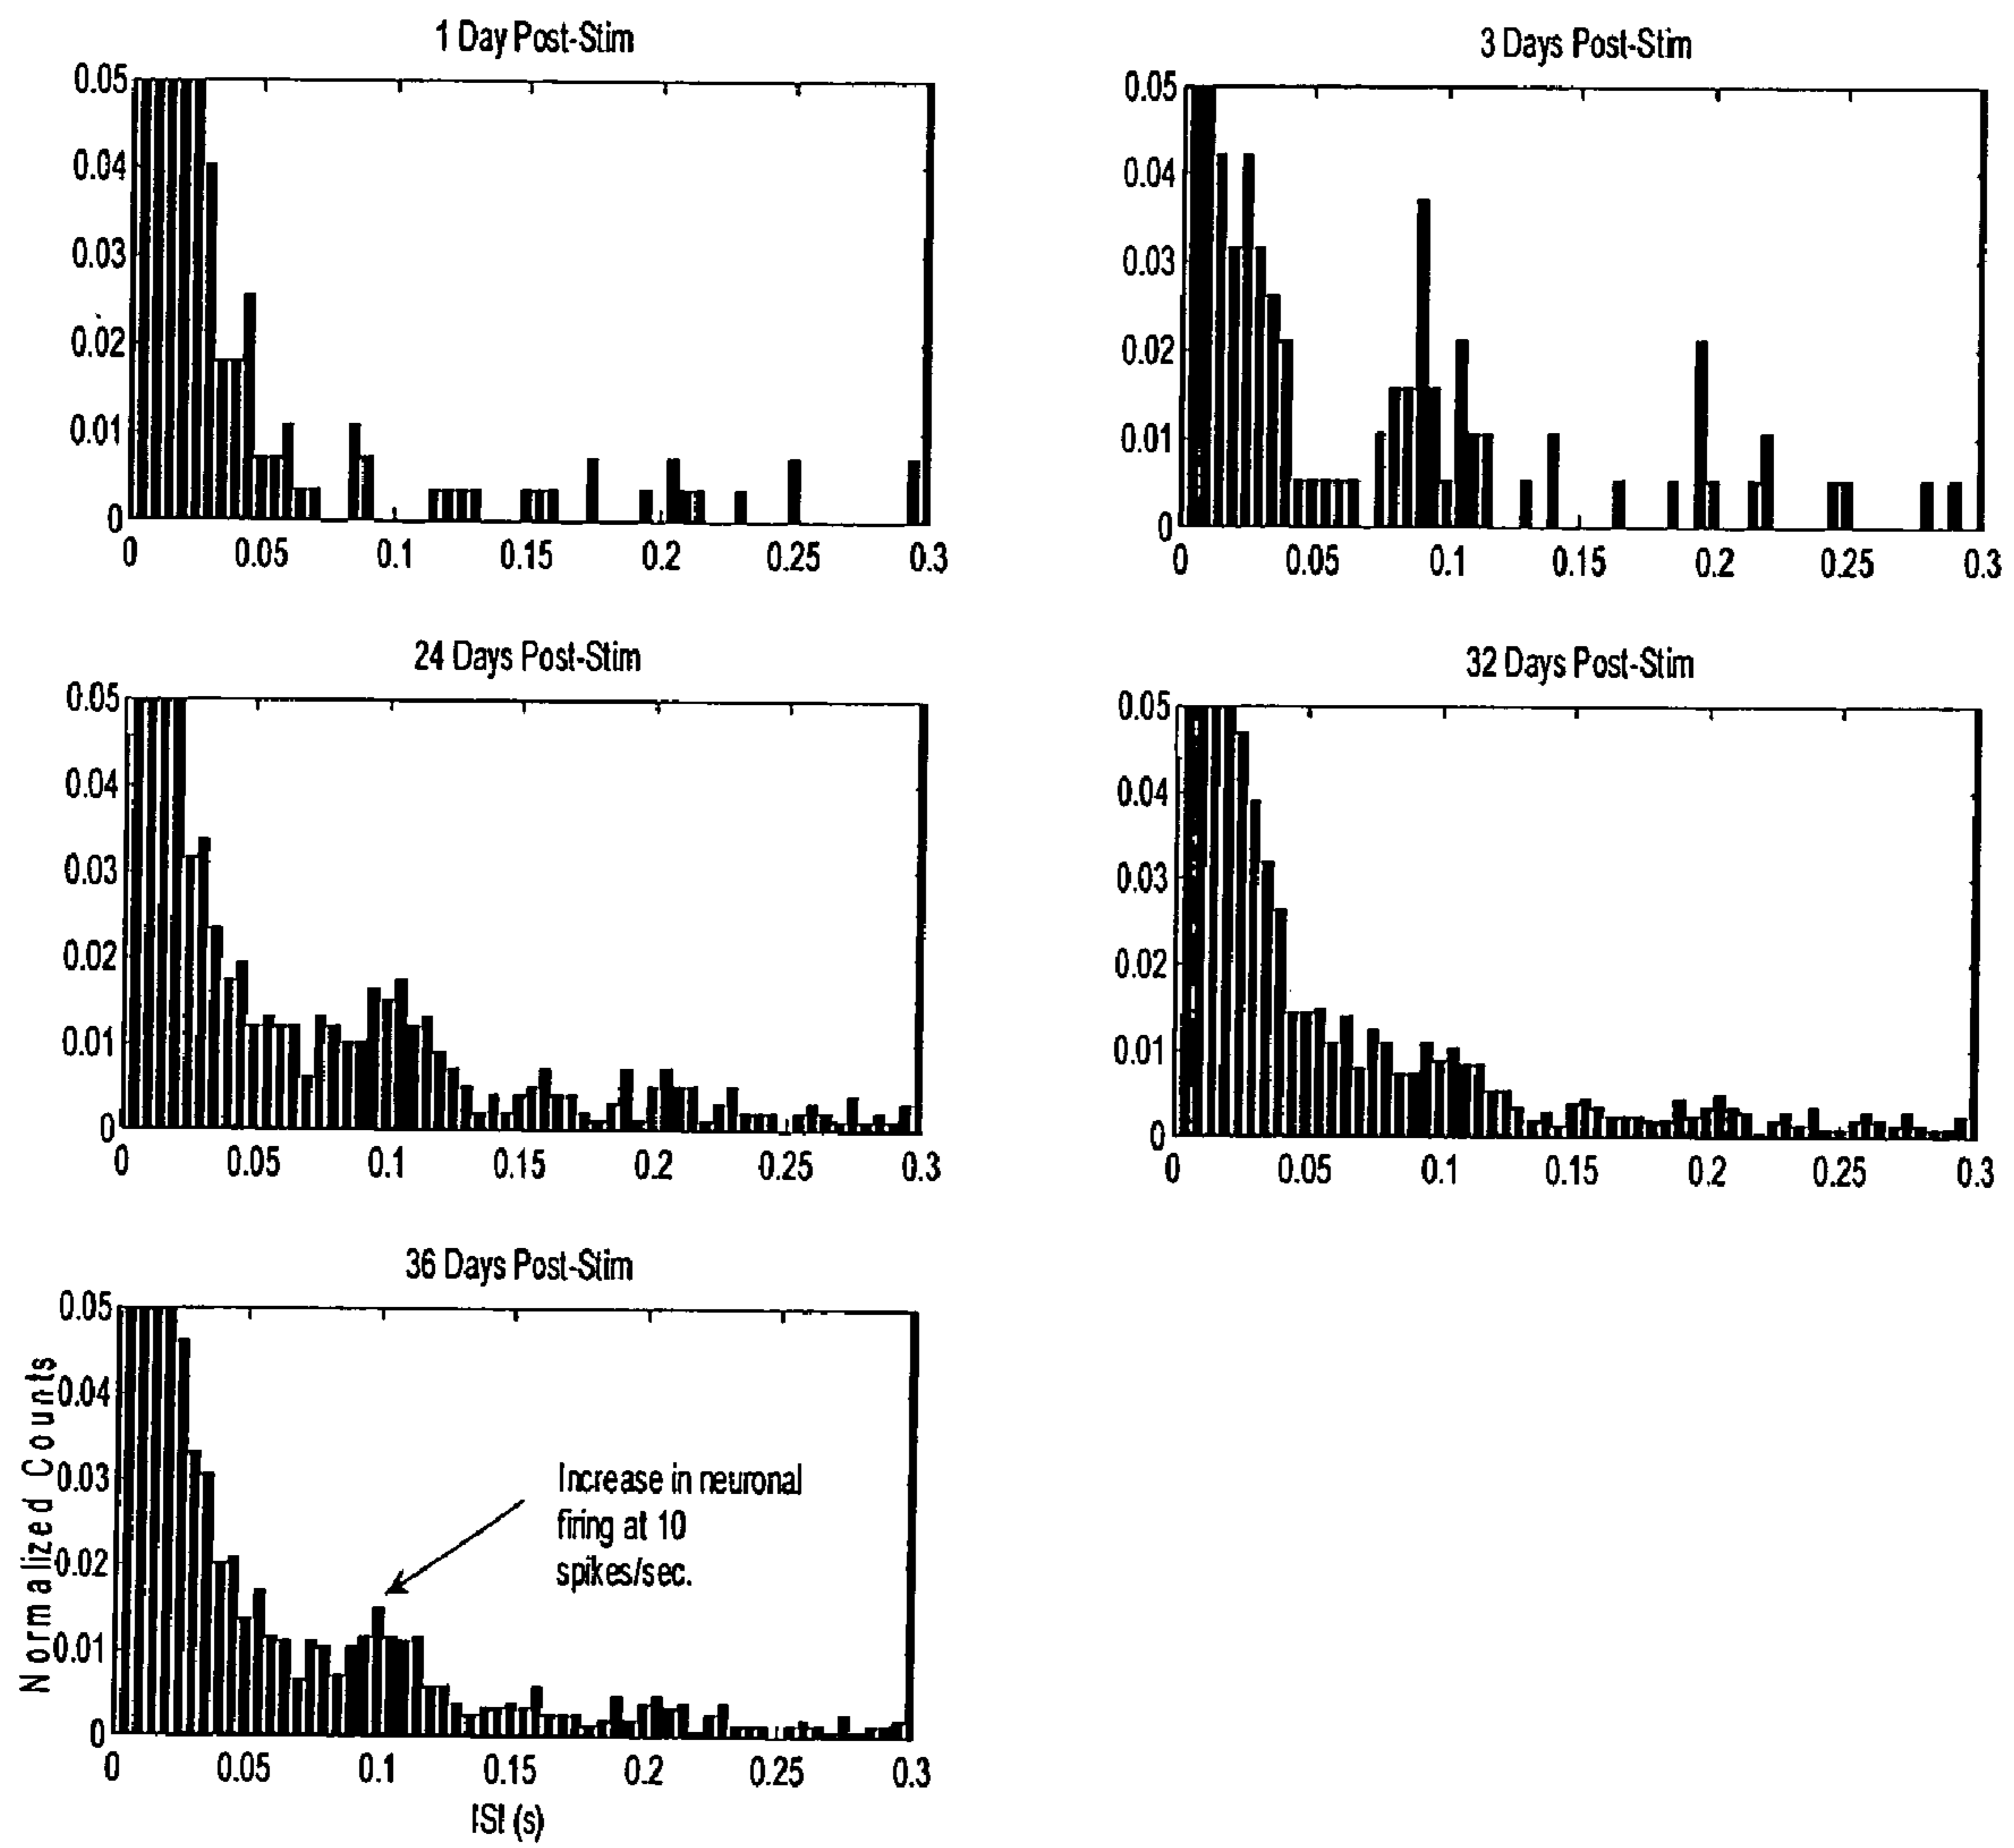 1 Day Post-Stim
0.05
0.04
0.03
0.02
0.01
0
0 0.05 0.1 0.15 0.2 0.25 0.3
3 Days Post-Stim
0.05
0.04
0.03
0.02
0.01
0
0 0.05 0.1 0.15 0.2 0.25 0.3
24 Days Post-Stim
0.05
0.04
0.03
0.02
0.01
0
0 0.05 0.1 0.15 0.2 0.25 0.3
32 Days Post-Stim
0.05
0.04
0.03
0.02
0.01
0
0 0.05 0.1 0.15 0.2 0.25 0.3
36 Days Post-Stim
Normalized Counts
0.05
0.04
0.03
0.02
0.01
0
Increase in neuronal
firing at 10
spikes/sec.
0 0.05 0.1 0.15 0.2 0.25 0.3
ISI (s)